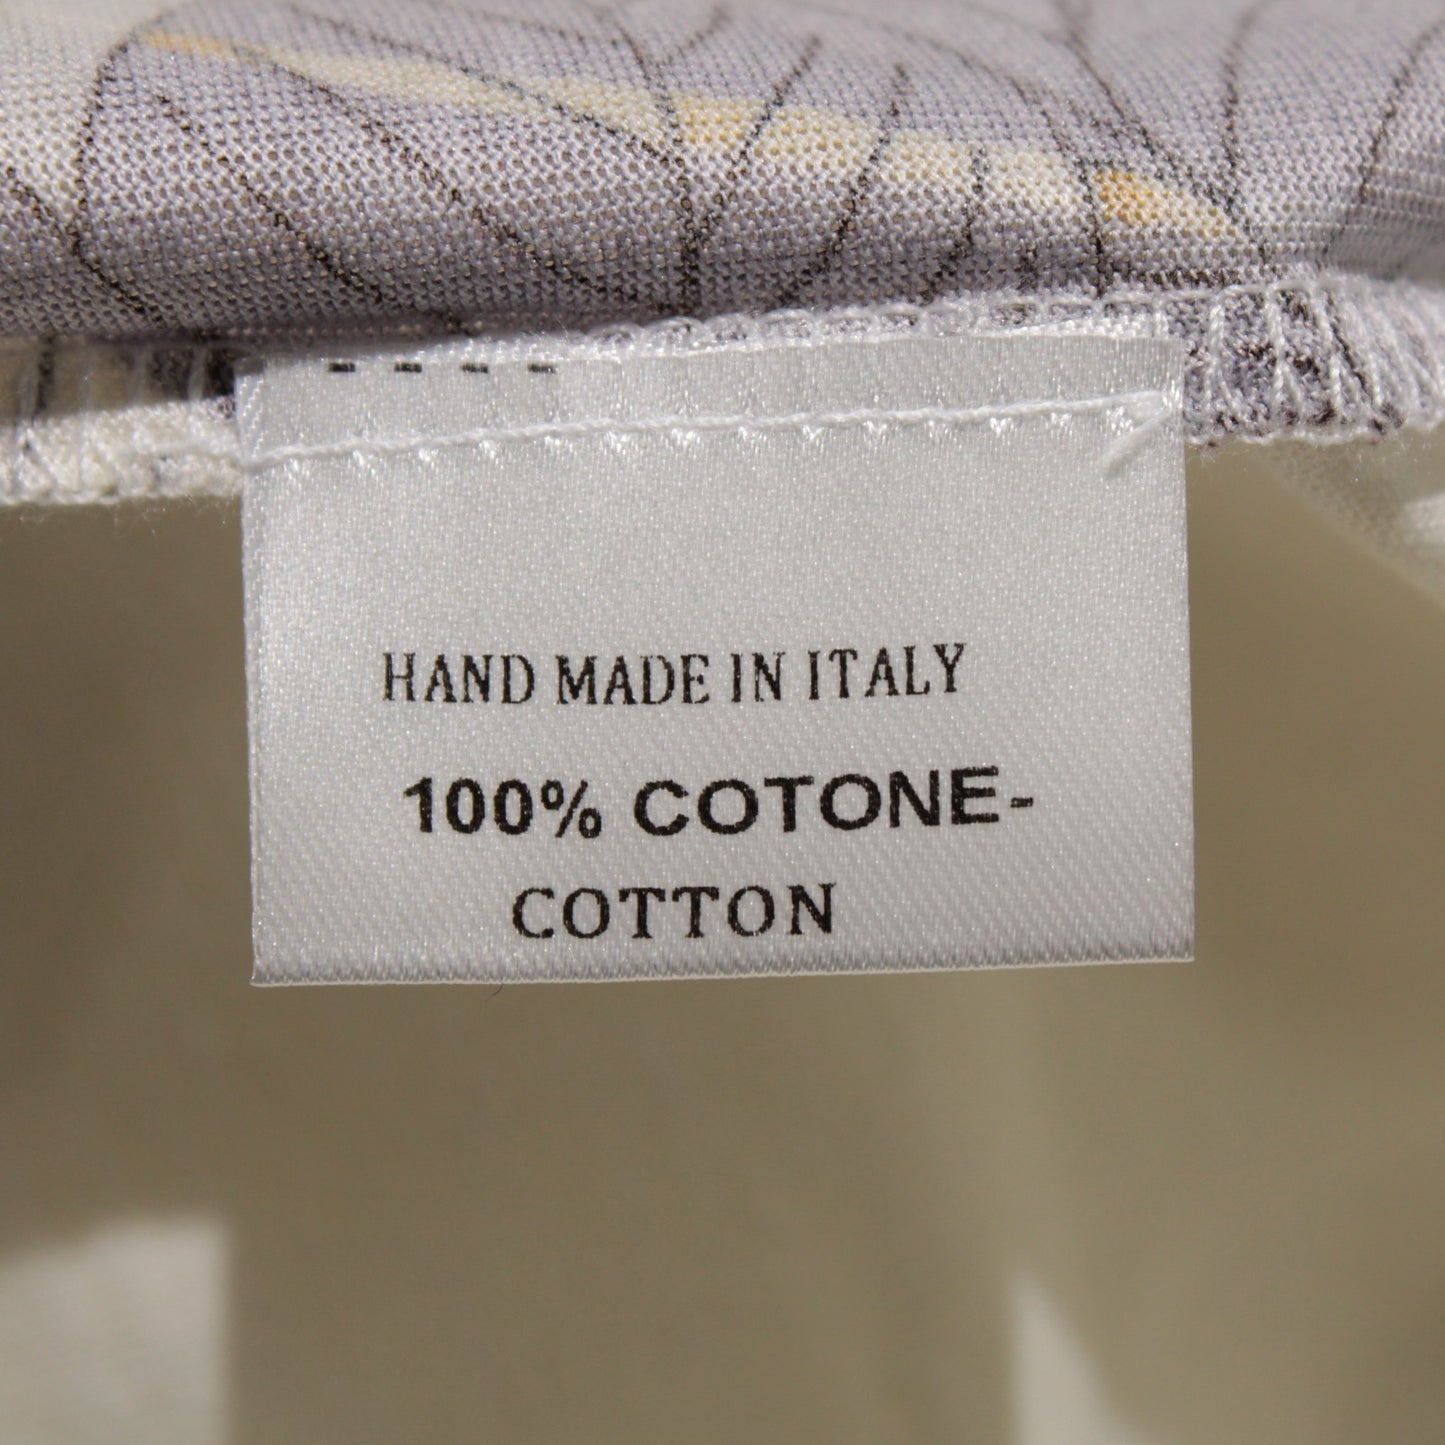 HAND MADE IN ITALY
100% COTONE-
COTTON